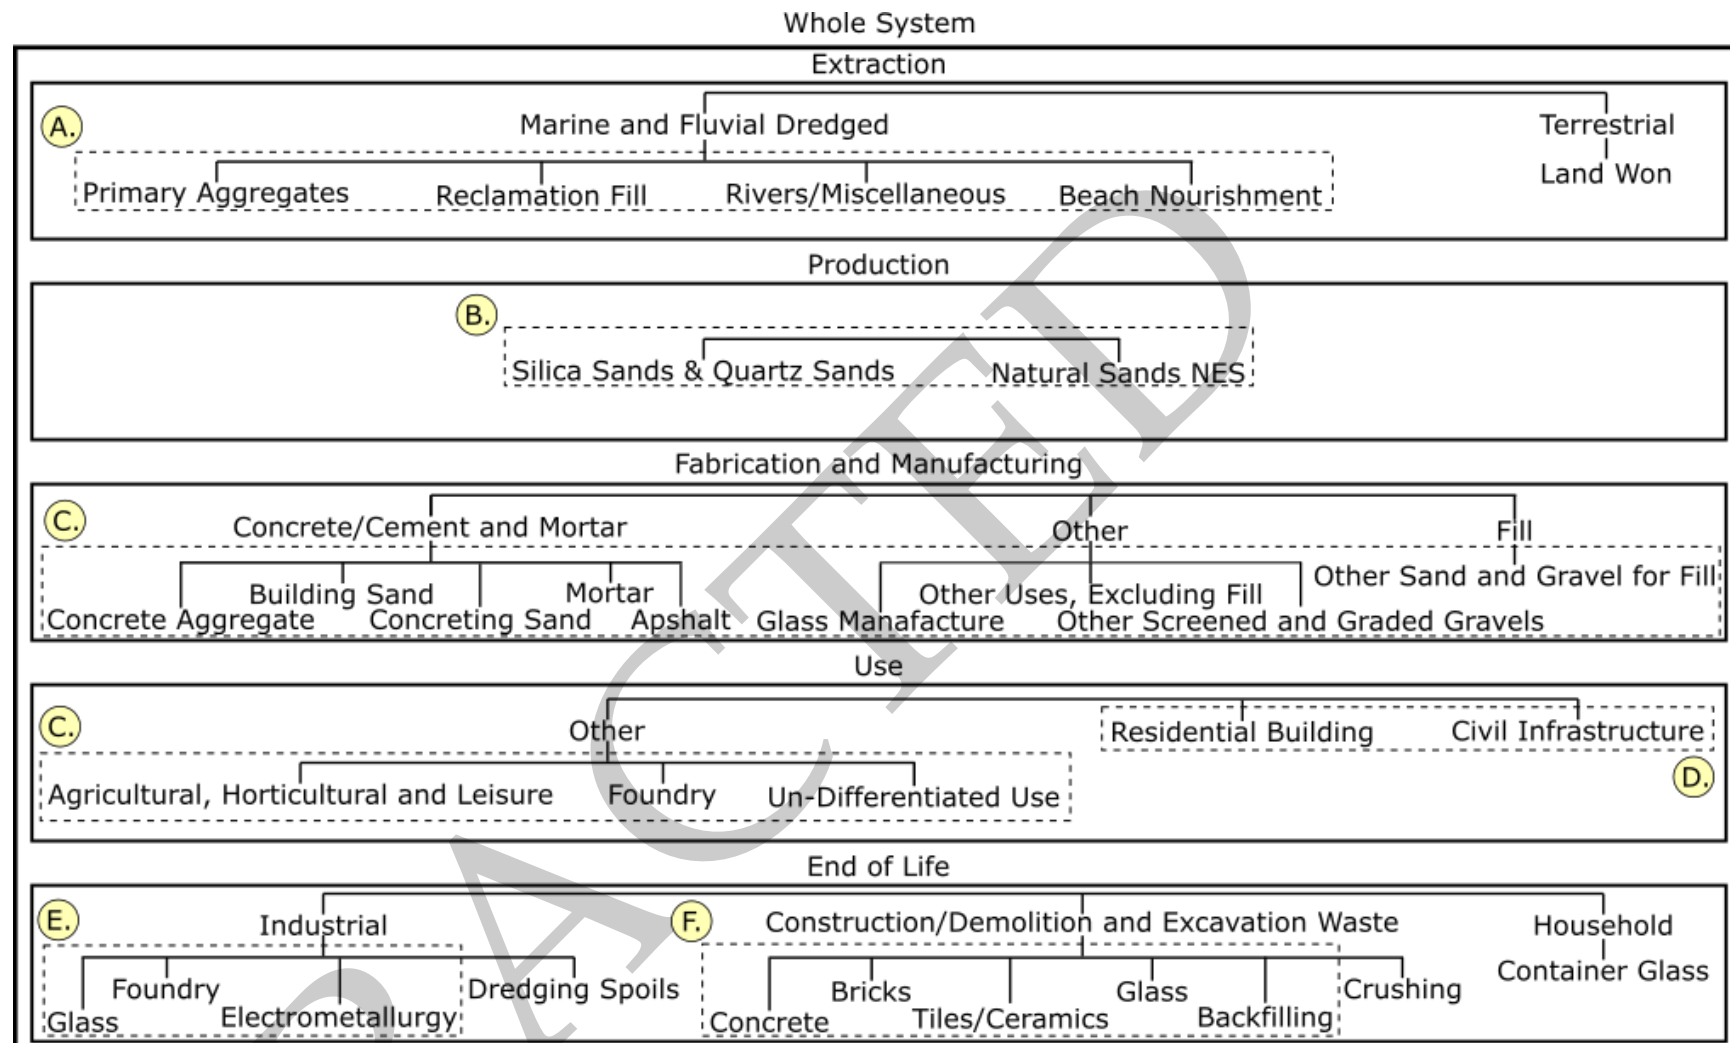 Whole System
Extraction
A.
Marine and Fluvial Dredged
Terrestrial
Primary Aggregates
Reclamation Fill
Rivers/Miscellaneous
Beach Nourishment
Land Won
Production
B.
Silica Sands & Quartz Sands
Natural Sands NES
Fabrication and Manufacturing
C.
Concrete/Cement and Mortar
Other
Fill
Building Sand
Mortar
Other Uses, Excluding Fill
Other Sand and Gravel for Fill
Concrete Aggregate
Concreting Sand
Apshalt
Glass Manafacture
Other Screened and Graded Gravels
Use
C.
Other
Residential Building
Civil Infrastructure
D.
Agricultural, Horticultural and Leisure
Foundry
Un-Differentiated Use
End of Life
E.
Industrial
F.
Construction/Demolition and Excavation Waste
Household
Foundry
Dredging Spoils
Bricks
Glass
Crushing
Container Glass
Glass
Electrometallurgy
Concrete
Tiles/Ceramics
Backfilling